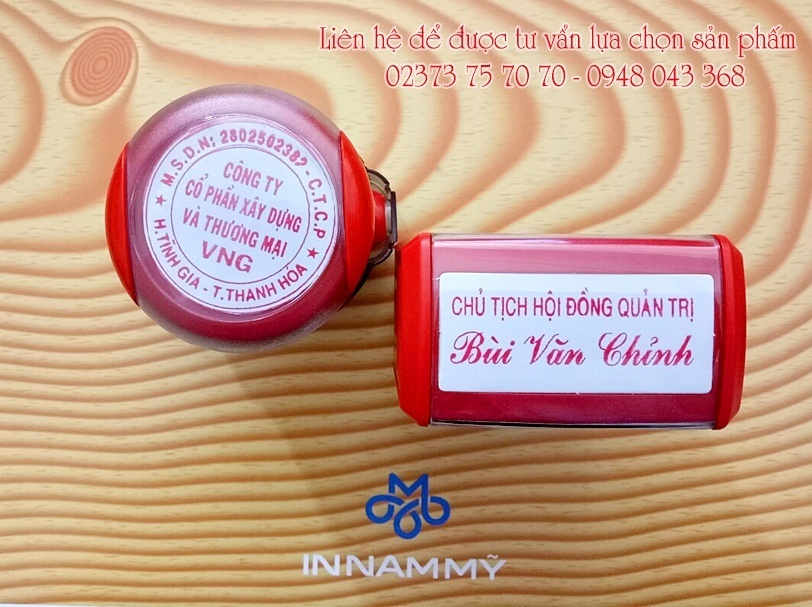 Liên hệ để được tư vấn lựa chọn sản phẩm
02373 75 70 70 - 0948 043 368
M.S.D.N: 2802502382 - C.T.C.P
CÔNG TY
CỔ PHẦN XÂY DỰNG
VÀ THƯƠNG MẠI
VNG
H.TĨNH GIA - T.THANH HÓA
CHỦ TỊCH HỘI ĐỒNG QUẢN TRỊ
Bùi Văn Chỉnh
INNAMMỸ